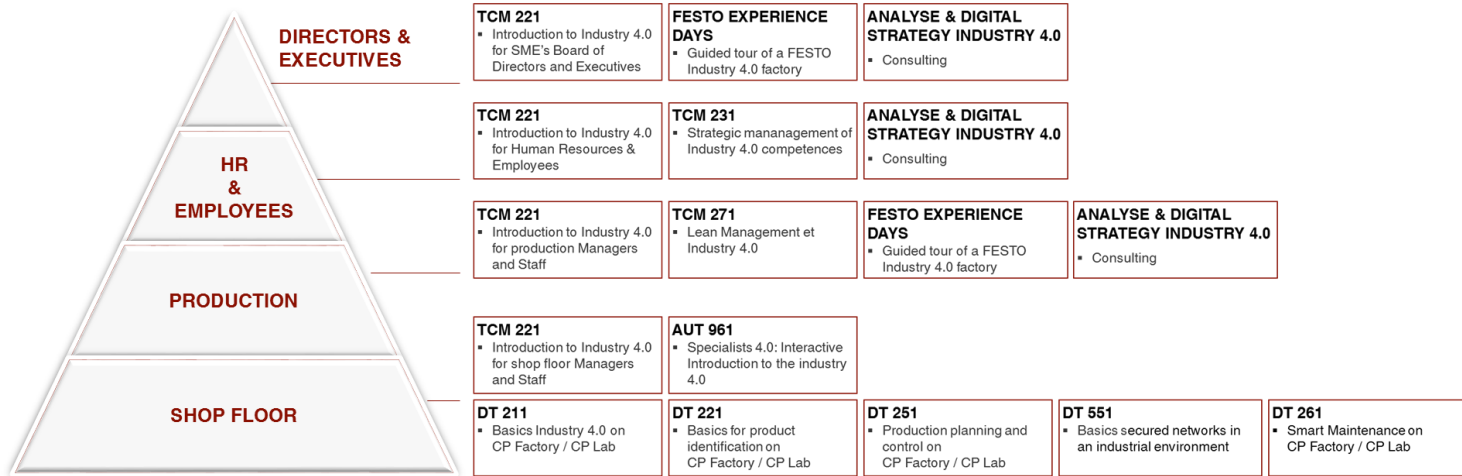 DIRECTORS &
EXECUTIVES
TCM 221
▪ Introduction to Industry 4.0
for SME's Board of
Directors and Executives
FESTO EXPERIENCE
DAYS
▪ Guided tour of a FESTO
Industry 4.0 factory
ANALYSE & DIGITAL
STRATEGY INDUSTRY 4.0
▪ Consulting
HR
&
EMPLOYEES
TCM 221
▪ Introduction to Industry 4.0
for Human Resources &
Employees
TCM 231
▪ Strategic mananagement of
Industry 4.0 competences
ANALYSE & DIGITAL
STRATEGY INDUSTRY 4.0
▪ Consulting
PRODUCTION
TCM 221
▪ Introduction to Industry 4.0
for production Managers
and Staff
TCM 271
▪ Lean Management et
Industry 4.0
FESTO EXPERIENCE
DAYS
▪ Guided tour of a FESTO
Industry 4.0 factory
ANALYSE & DIGITAL
STRATEGY INDUSTRY 4.0
▪ Consulting
SHOP FLOOR
TCM 221
▪ Introduction to Industry 4.0
for shop floor Managers
and Staff
AUT 961
▪ Specialists 4.0: Interactive
Introduction to the industry
4.0
DT 211
▪ Basics Industry 4.0 on
CP Factory / CP Lab
DT 221
▪ Basics for product
identification on
CP Factory / CP Lab
DT 251
▪ Production planning and
control on
CP Factory / CP Lab
DT 551
▪ Basics secured networks in
an industrial environment
DT 261
▪ Smart Maintenance on
CP Factory / CP Lab